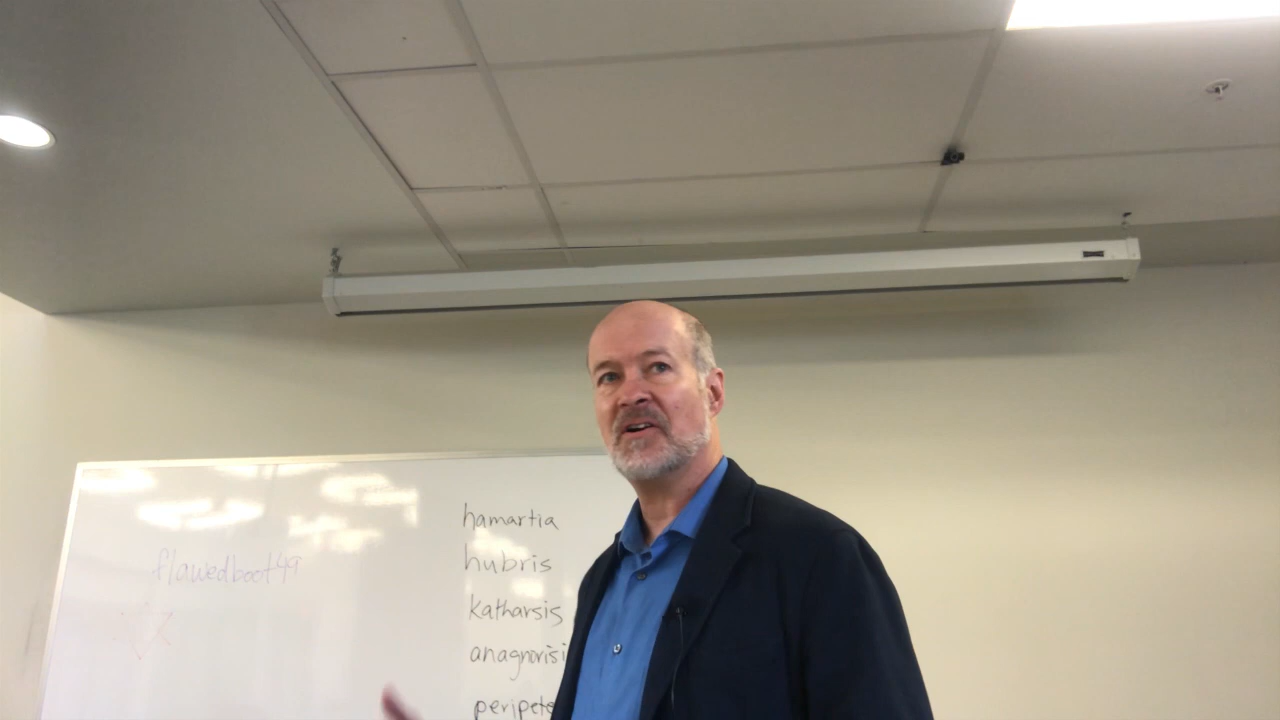 flawedboot49
hamartia
hubris
katharsis
anagnorisi
peripete